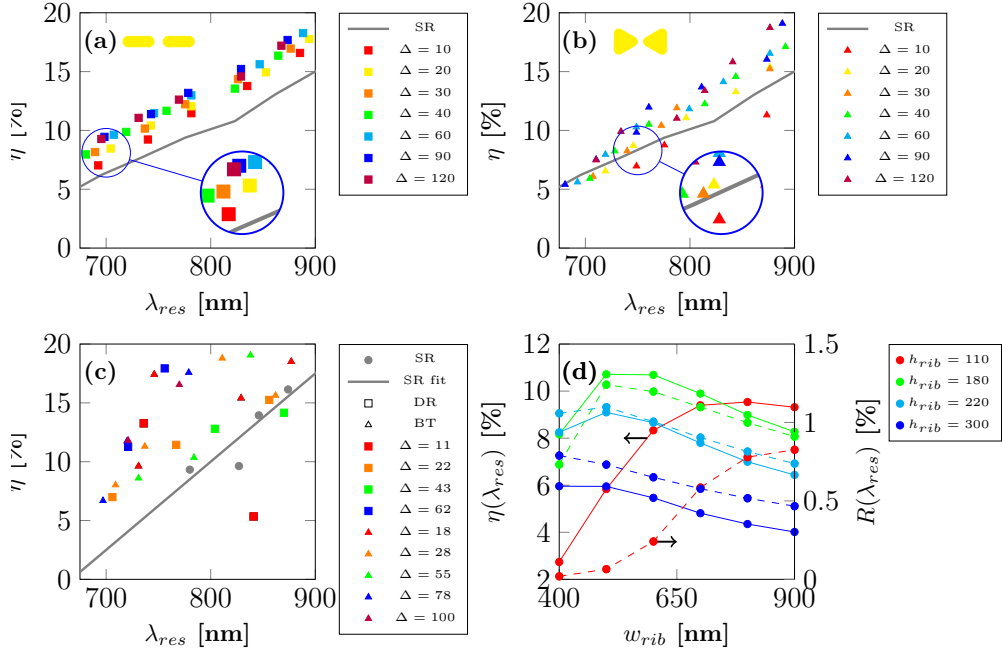 (a)
20
15
10
5
0
η [%]
700
800
900
λres [nm]
SR
Δ = 10
Δ = 20
Δ = 30
Δ = 40
Δ = 60
Δ = 90
Δ = 120
(b)
20
15
10
5
0
η [%]
700
800
900
λres [nm]
SR
Δ = 10
Δ = 20
Δ = 30
Δ = 40
Δ = 60
Δ = 90
Δ = 120
(c)
20
15
10
5
0
η [%]
700
800
900
λres [nm]
SR
SR fit
DR
BT
Δ = 11
Δ = 22
Δ = 43
Δ = 62
Δ = 18
Δ = 28
Δ = 55
Δ = 78
Δ = 100
(d)
12
10
8
6
4
2
η(λres) [%]
400
650
900
wrib [nm]
1.5
1
0.5
0
R(λres) [%]
hrib = 110
hrib = 180
hrib = 220
hrib = 300